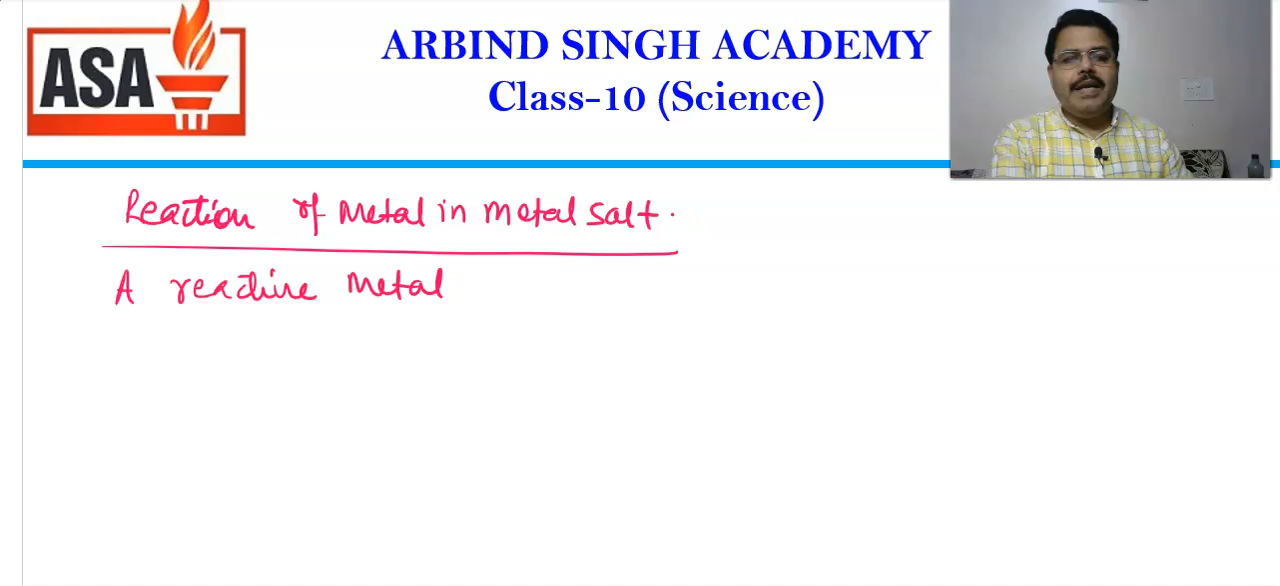 ASA
ARBIND SINGH ACADEMY
Class-10 (Science)
Reaction of Metal in metal salt.
A reactive Metal